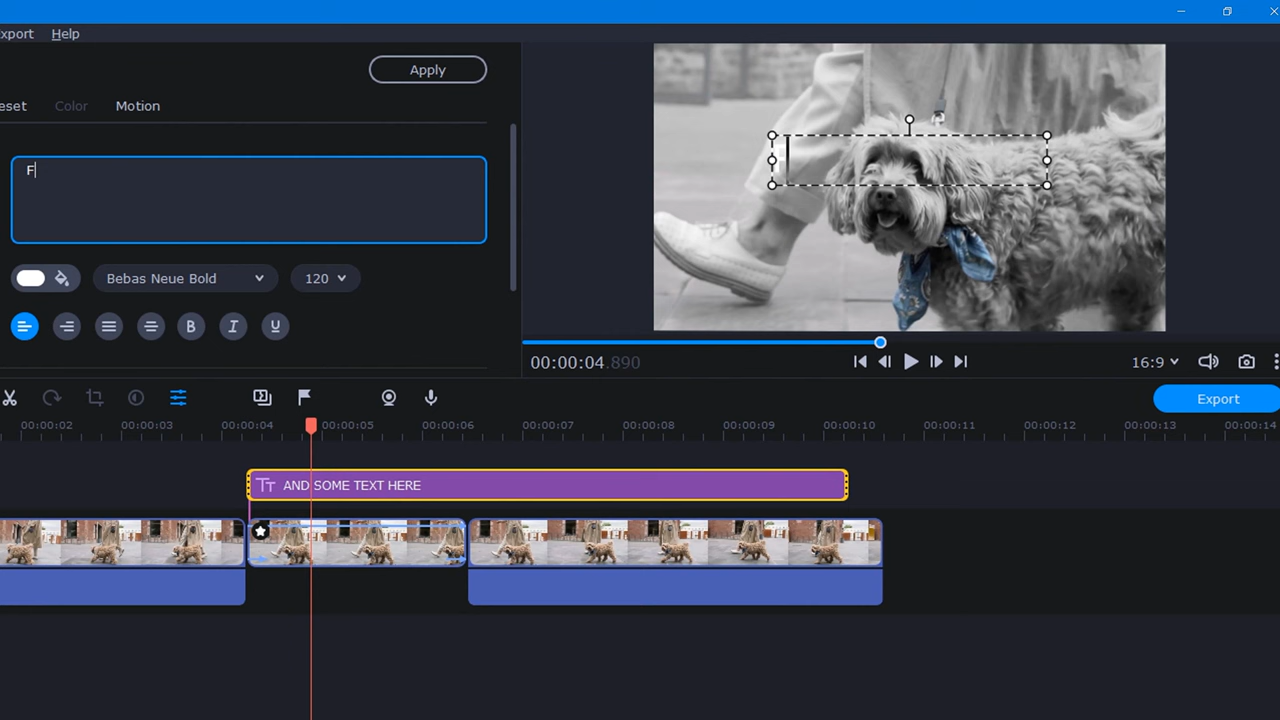 xport Help
Apply
eset Color Motion
F
Bebas Neue Bold 120
00:00:04.890
16:9
Export
00:00:02 00:00:03 00:00:04 00:00:05 00:00:06 00:00:07 00:00:08 00:00:09 00:00:10 00:00:11 00:00:12 00:00:13 00:00:14
AND SOME TEXT HERE